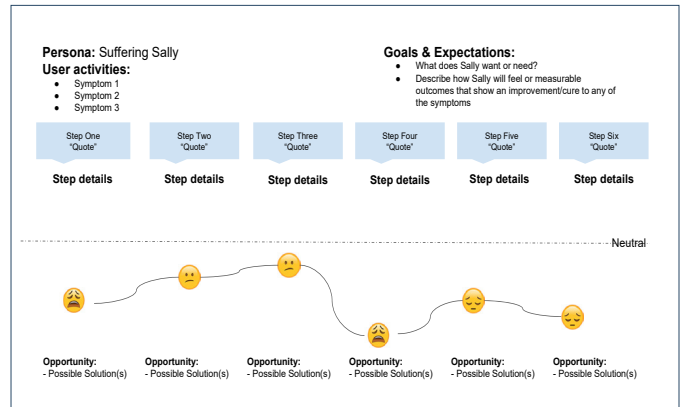 Persona: Suffering Sally
User activities:
● Symptom 1
● Symptom 2
● Symptom 3
Goals & Expectations:
● What does Sally want or need?
● Describe how Sally will feel or measurable
outcomes that show an improvement/cure to any of
the symptoms
Step One
"Quote"
Step Two
"Quote"
Step Three
"Quote"
Step Four
"Quote"
Step Five
"Quote"
Step Six
"Quote"
Step details
Step details
Step details
Step details
Step details
Step details
Neutral
Opportunity:
- Possible Solution(s)
Opportunity:
- Possible Solution(s)
Opportunity:
- Possible Solution(s)
Opportunity:
- Possible Solution(s)
Opportunity:
- Possible Solution(s)
Opportunity:
- Possible Solution(s)